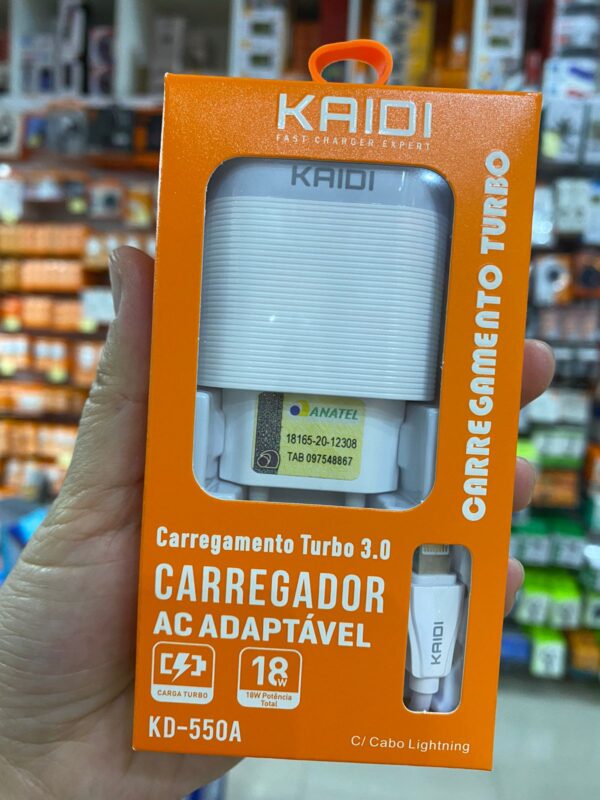 KAIDI
FAST CHARGER EXPERT
KAIDI
CARREGAMENTO TURBO
ANATEL
18165-20-12308
TAB 097548867
Carregamento Turbo 3.0
CARREGADOR
AC ADAPTÁVEL
18W
CARGA TURBO
18W Potência
Total
KAIDI
KD-550A
C/ Cabo Lightning